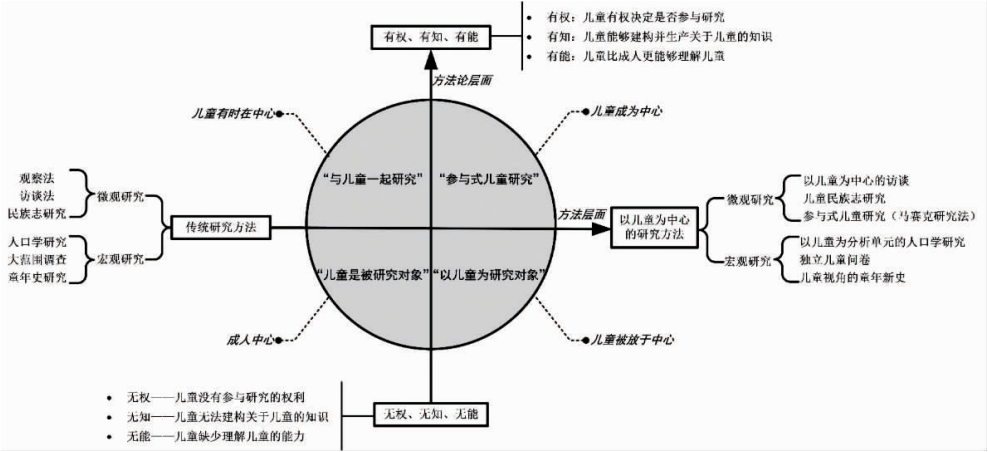 有权、有知、有能
• 有权：儿童有权决定是否参与研究
• 有知：儿童能够建构并生产关于儿童的知识
• 有能：儿童比成人更能够理解儿童
方法论层面
儿童有时在中心
儿童成为中心
“与儿童一起研究”
“参与式儿童研究”
观察法
访谈法
民族志研究
微观研究
人口学研究
大范围调查
童年史研究
宏观研究
传统研究方法
方法层面
以儿童为中心
的研究方法
微观研究
以儿童为中心的访谈
儿童民族志研究
参与式儿童研究（马赛克研究法）
宏观研究
以儿童为分析单元的人口学研究
独立儿童问卷
儿童视角的童年新史
“儿童是被研究对象”
“以儿童为研究对象”
成人中心
儿童被放于中心
• 无权——儿童没有参与研究的权利
• 无知——儿童无法建构关于儿童的知识
• 无能——儿童缺少理解儿童的能力
无权、无知、无能